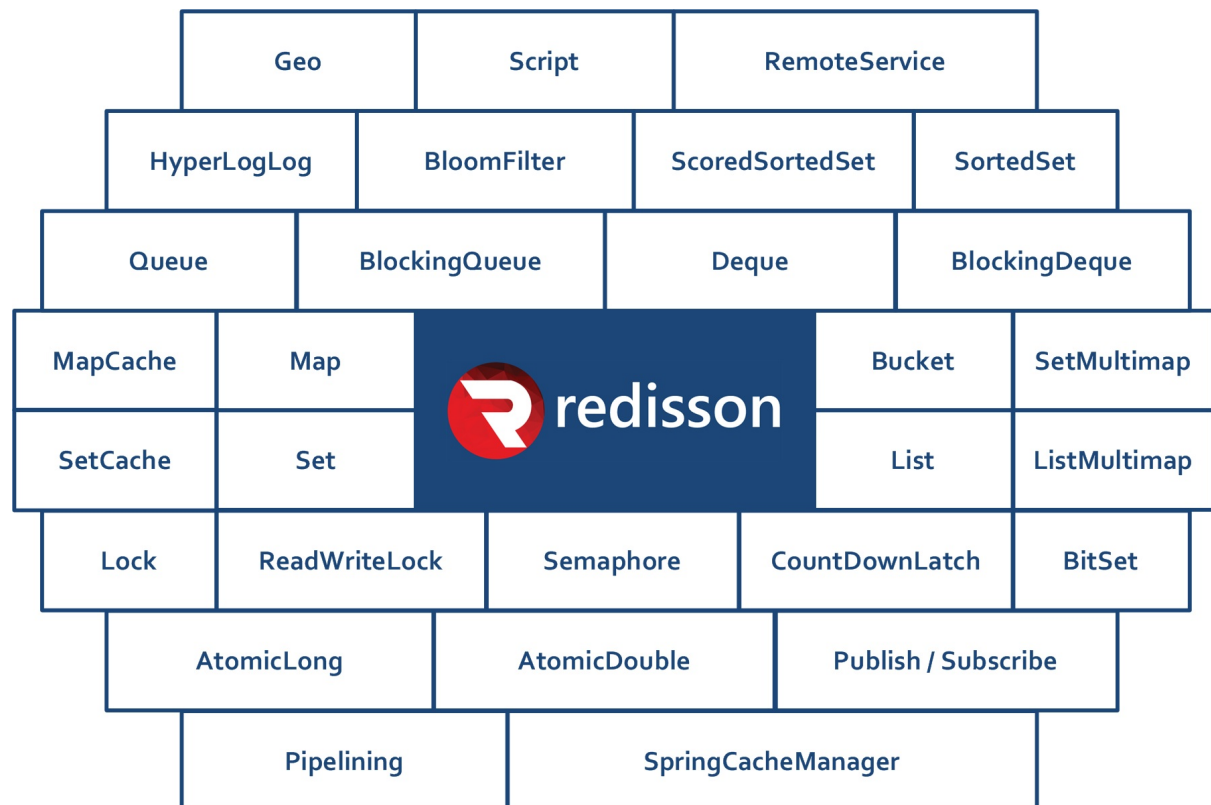 Geo Script RemoteService
HyperLogLog BloomFilter ScoredSortedSet SortedSet
Queue BlockingQueue Deque BlockingDeque
MapCache Map Bucket SetMultimap
redisson
SetCache Set List ListMultimap
Lock ReadWriteLock Semaphore CountDownLatch BitSet
AtomicLong AtomicDouble Publish / Subscribe
Pipelining SpringCacheManager